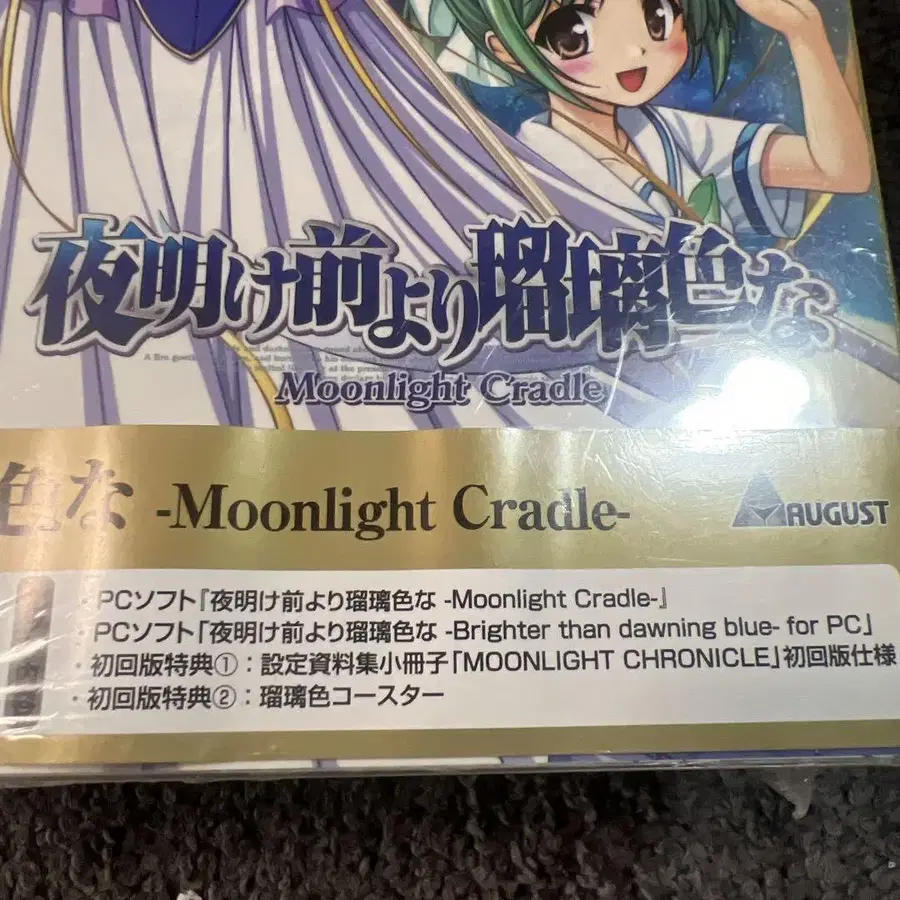 夜明け前より瑠璃色な
Moonlight Cradle
色な -Moonlight Cradle-
AUGUST
・PCソフト『夜明け前より瑠璃色な -Moonlight Cradle-』
・PCソフト「夜明け前より瑠璃色な -Brighter than dawning blue- for PC」
・初回版特典①：設定資料集小冊子「MOONLIGHT CHRONICLE」初回版仕様
・初回版特典②：瑠璃色コースター